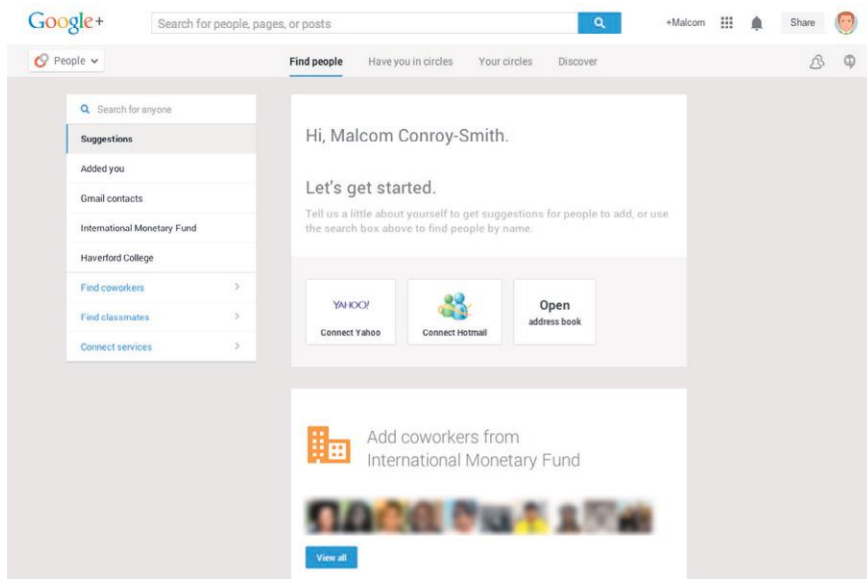 Google+
Search for people, pages, or posts
+Malcom
Share
People
Find people
Have you in circles
Your circles
Discover
Search for anyone
Suggestions
Added you
Gmail contacts
International Monetary Fund
Haverford College
Find coworkers
Find classmates
Connect services
Hi, Malcom Conroy-Smith.
Let's get started.
Tell us a little about yourself to get suggestions for people to add, or use
the search box above to find people by name.
YAHOO!
Connect Yahoo
Connect Hotmail
Open
address book
Add coworkers from
International Monetary Fund
View all